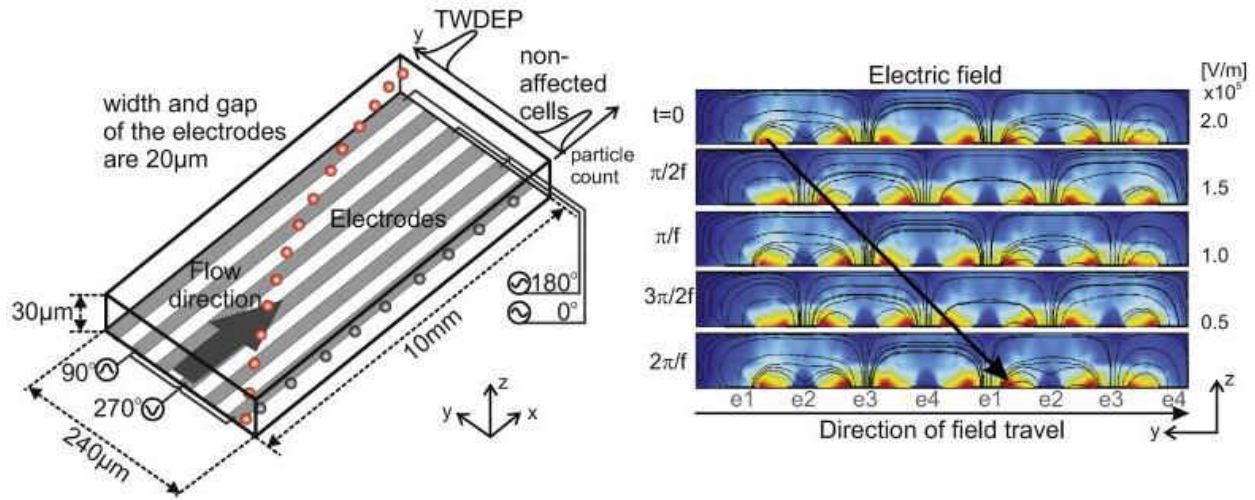 TWDEP
y
non-
affected
cells
width and gap
of the electrodes
are 20μm
particle
count
Electrodes
Flow
direction
30μm
180°
0°
10mm
90°
270°
240μm
z
y
x
Electric field
[V/m]
x10⁵
t=0
2.0
π/2f
1.5
π/f
1.0
3π/2f
0.5
2π/f
e1 e2 e3 e4 e1 e2 e3 e4
z
y
Direction of field travel